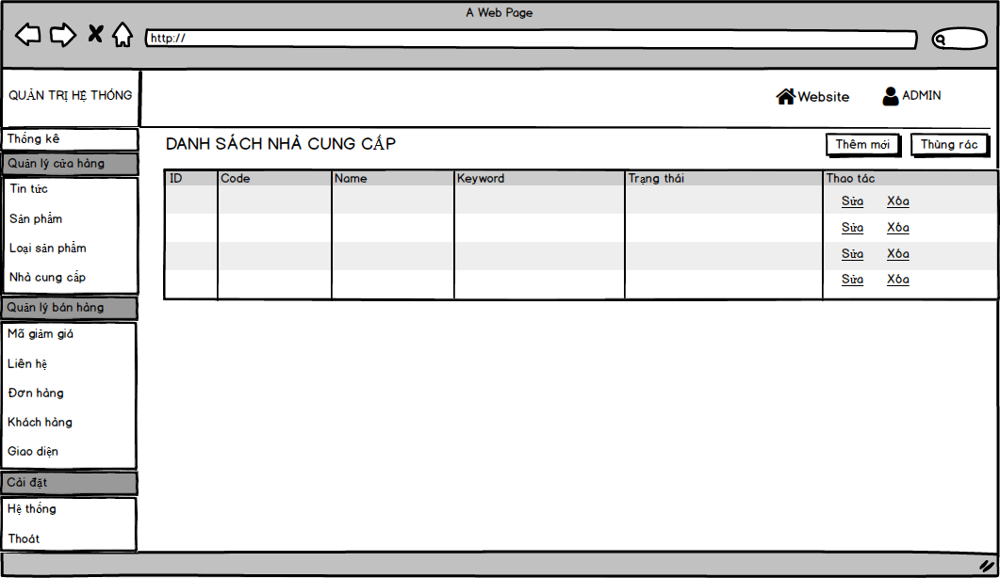 A Web Page
http://
QUẢN TRỊ HỆ THỐNG
Website
ADMIN
Thống kê
Quản lý cửa hàng
Tin tức
Sản phẩm
Loại sản phẩm
Nhà cung cấp
Quản lý bán hàng
Mã giảm giá
Liên hệ
Đơn hàng
Khách hàng
Giao diện
Cài đặt
Hệ thống
Thoát
DANH SÁCH NHÀ CUNG CẤP
Thêm mới
Thùng rác
ID Code Name Keyword Trạng thái Thao tác
Sửa Xóa
Sửa Xóa
Sửa Xóa
Sửa Xóa